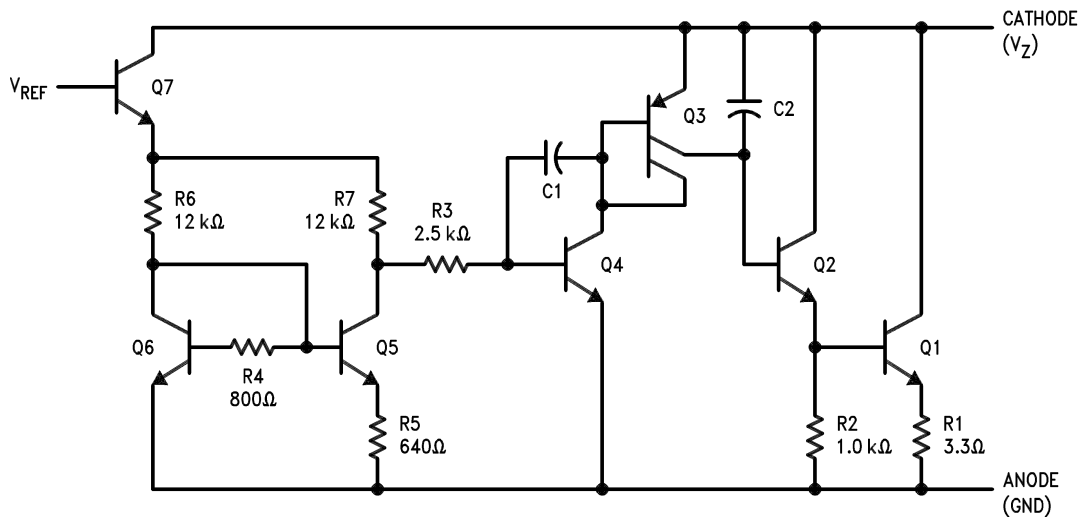 CATHODE
(VZ)
VREF
Q7
Q3
C2
R6
12 kΩ
R7
12 kΩ
C1
R3
2.5 kΩ
Q4
Q2
Q6
R4
800Ω
Q5
Q1
R5
640Ω
R2
1.0 kΩ
R1
3.3Ω
ANODE
(GND)